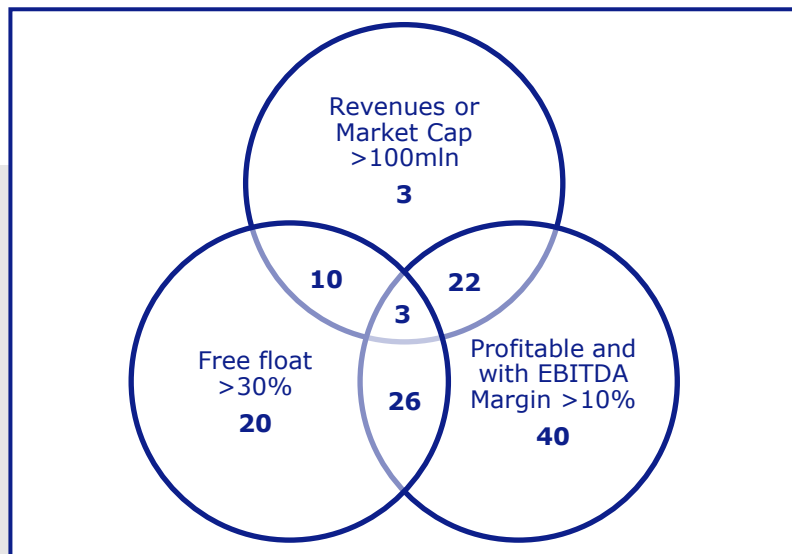 Revenues or
Market Cap
>100mln
3
10
22
3
Free float
>30%
20
26
Profitable and
with EBITDA
Margin >10%
40